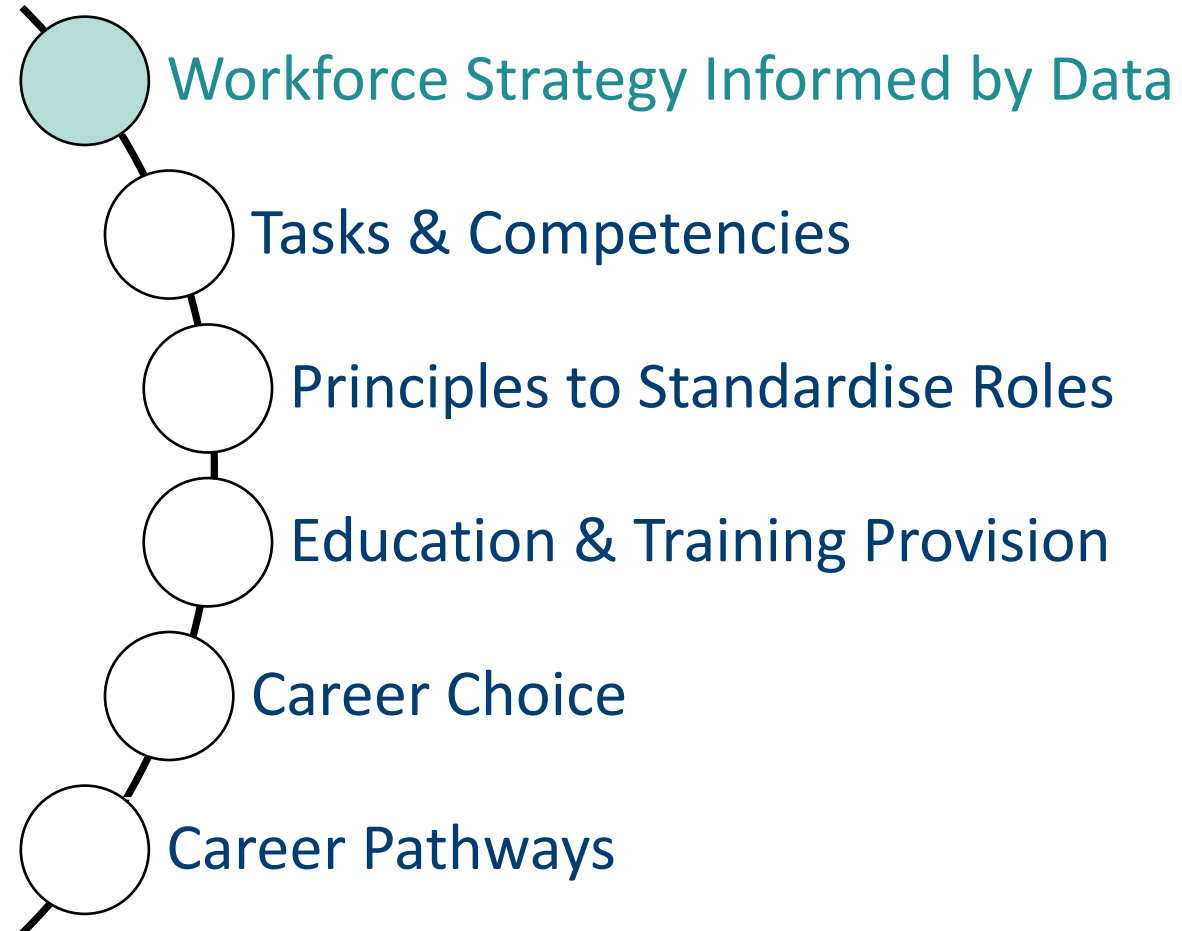 Workforce Strategy Informed by Data
Tasks & Competencies
Principles to Standardise Roles
Education & Training Provision
Career Choice
Career Pathways